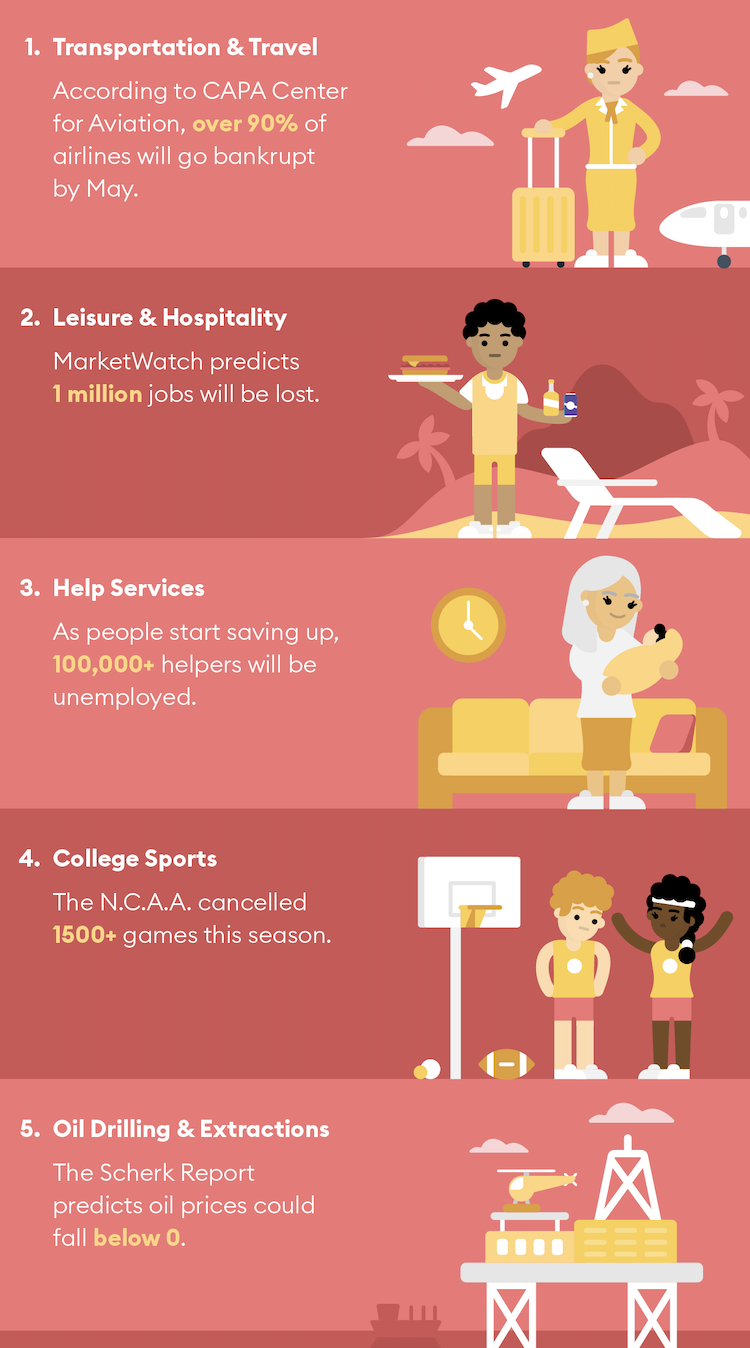 1. Transportation & Travel
According to CAPA Center
for Aviation, over 90% of
airlines will go bankrupt
by May.
2. Leisure & Hospitality
MarketWatch predicts
1 million jobs will be lost.
3. Help Services
As people start saving up,
100,000+ helpers will be
unemployed.
4. College Sports
The N.C.A.A. cancelled
1500+ games this season.
5. Oil Drilling & Extractions
The Scherk Report
predicts oil prices could
fall below 0.